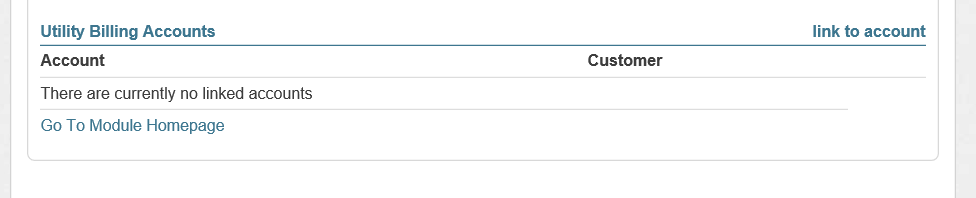 Utility Billing Accounts link to account
Account Customer
There are currently no linked accounts
Go To Module Homepage